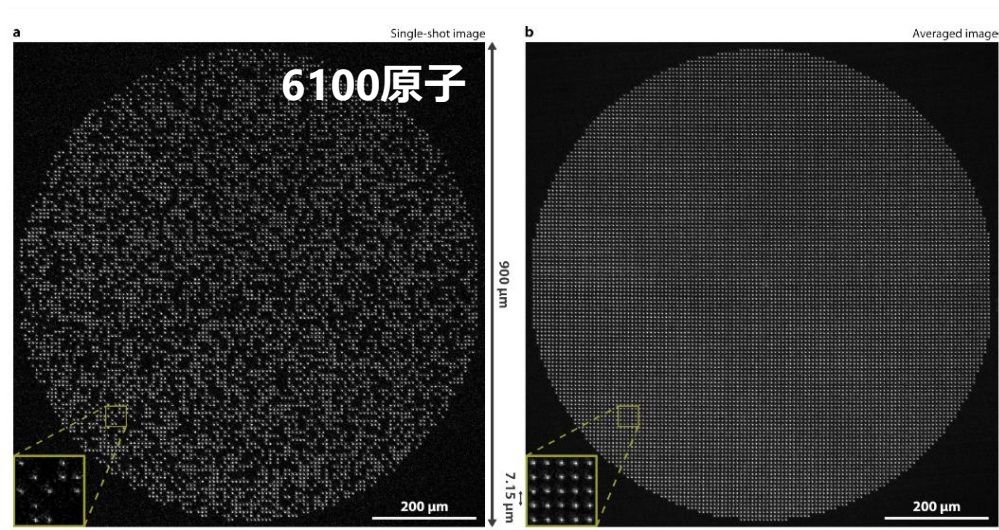 a
Single-shot image
6100原子
200 μm
900 μm
7.15 μm
b
Averaged image
200 μm